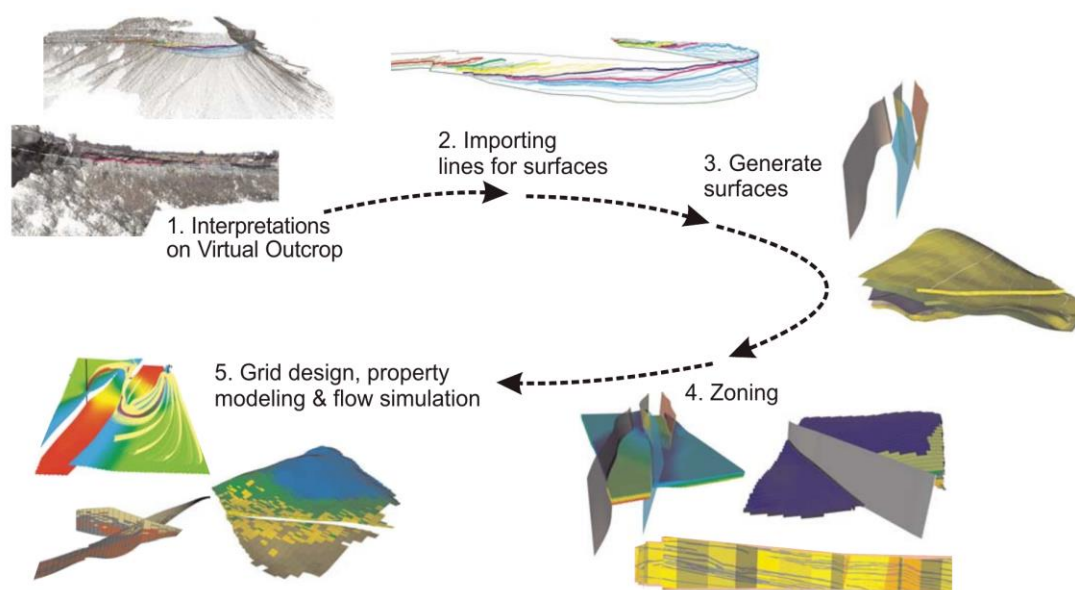 1. Interpretations
on Virtual Outcrop
2. Importing
lines for surfaces
3. Generate
surfaces
4. Zoning
5. Grid design, property
modeling & flow simulation